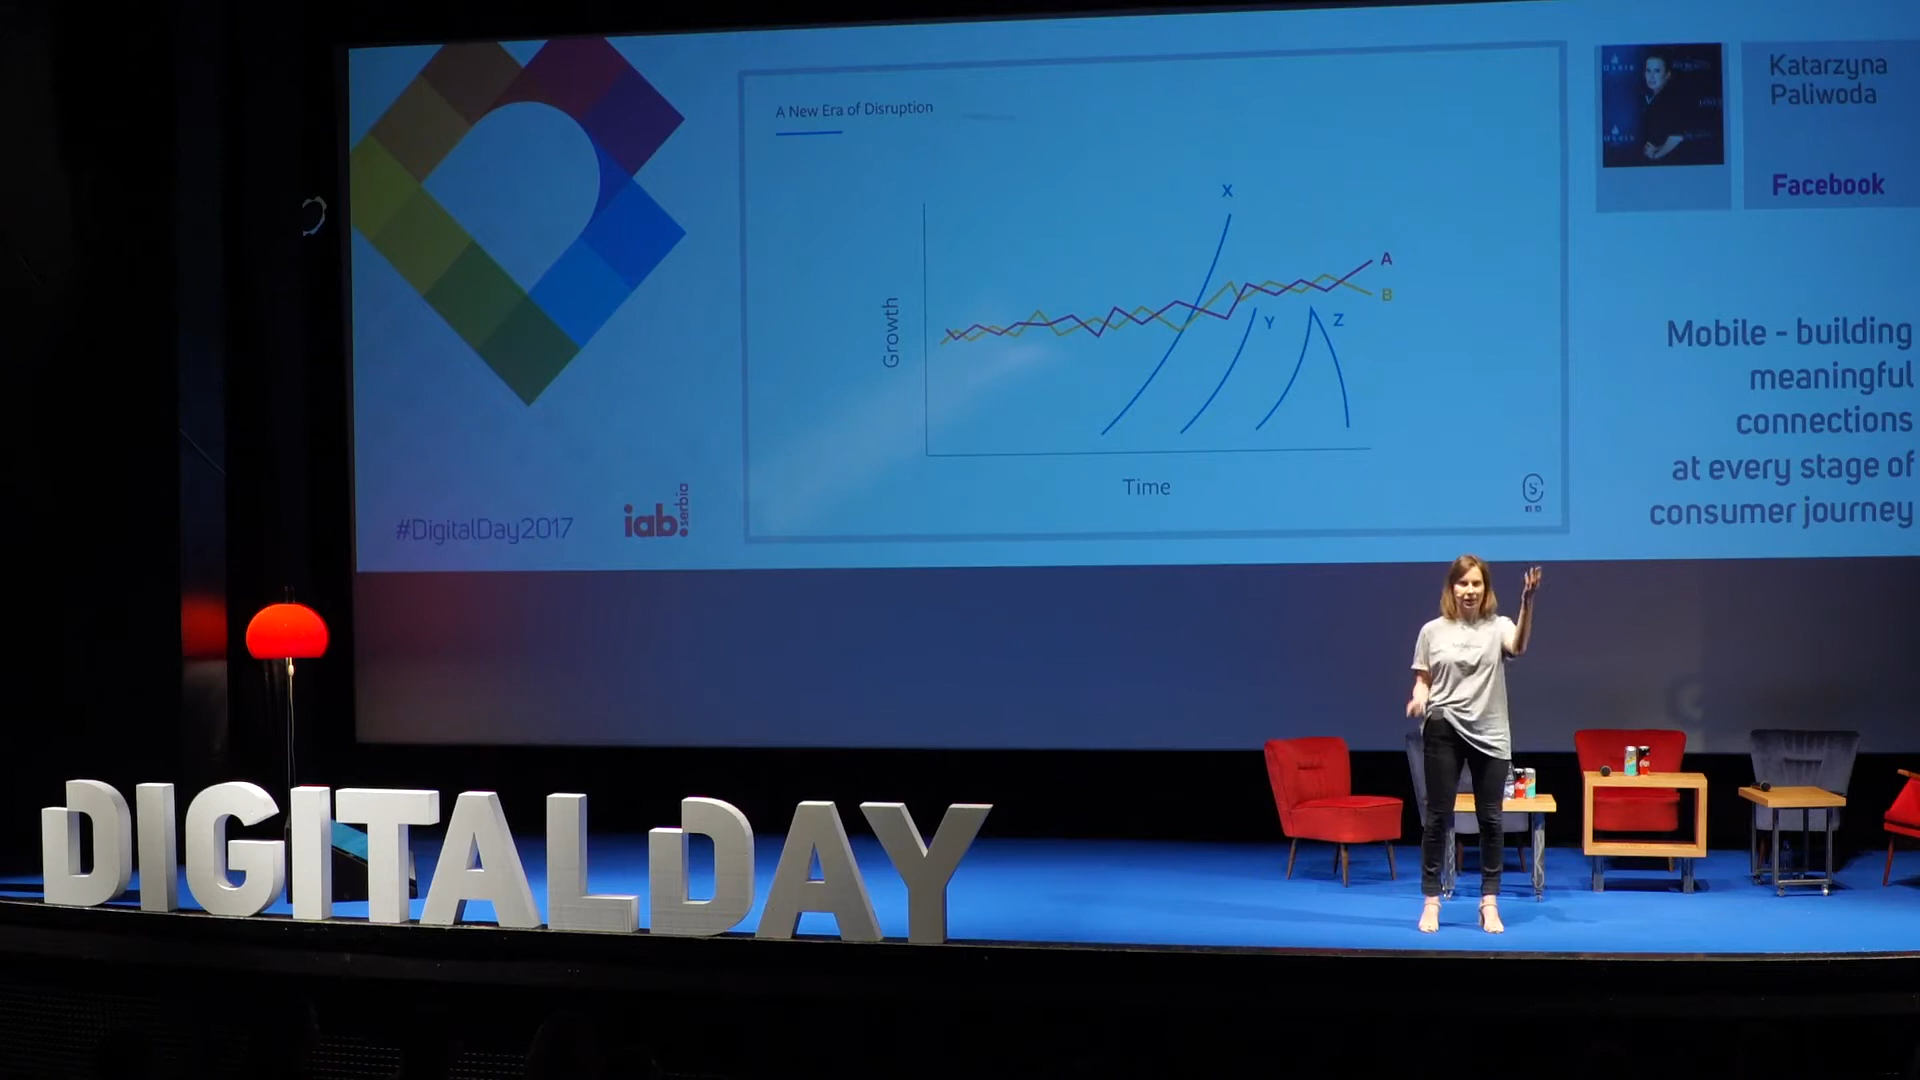 A New Era of Disruption
X
A
B
Y
Z
Growth
Time
Katarzyna
Paliwoda
Facebook
Mobile - building
meaningful
connections
at every stage of
consumer journey
#DigitalDay2017
iab.
serbia
DIGITALDAY